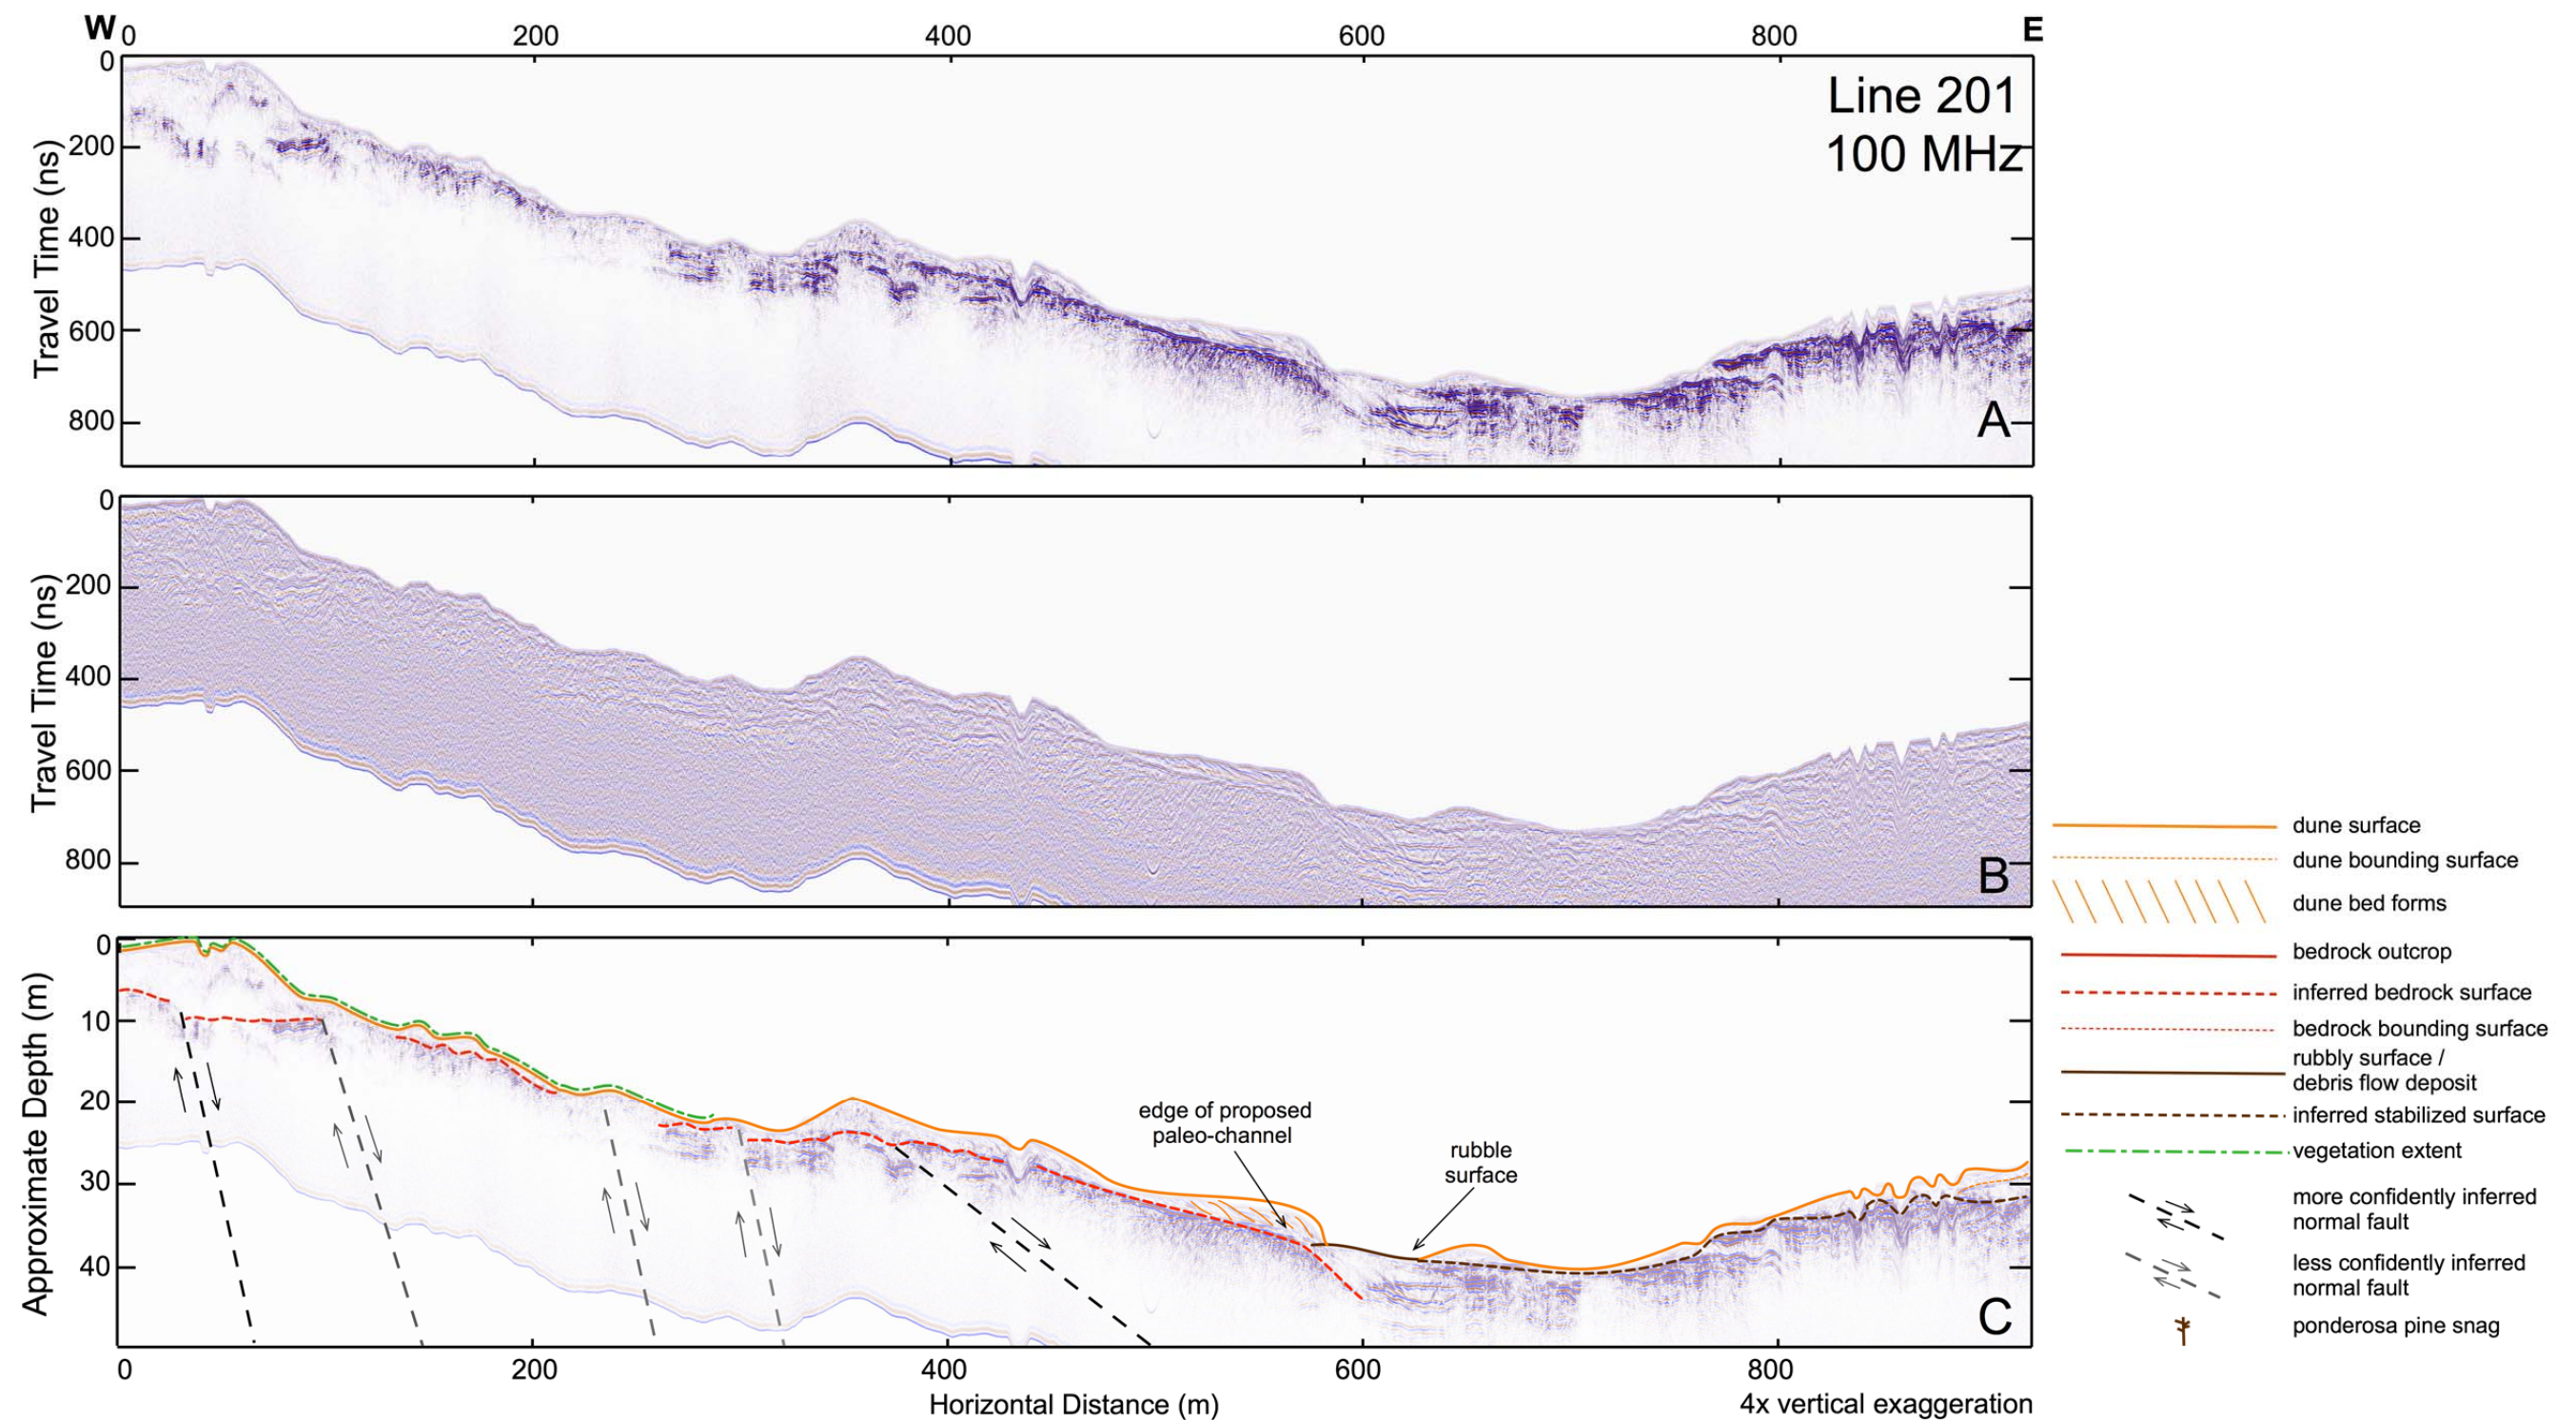 W 0 200 400 600 800 E
0
200
400
600
800
Travel Time (ns)
Line 201
100 MHz
A
0
200
400
600
800
Travel Time (ns)
B
0
10
20
30
40
Approximate Depth (m)
edge of proposed
paleo-channel
rubble
surface
C
0 200 400 600 800
Horizontal Distance (m)
4x vertical exaggeration
dune surface
dune bounding surface
dune bed forms
bedrock outcrop
inferred bedrock surface
bedrock bounding surface
rubbly surface /
debris flow deposit
inferred stabilized surface
vegetation extent
more confidently inferred
normal fault
less confidently inferred
normal fault
ponderosa pine snag